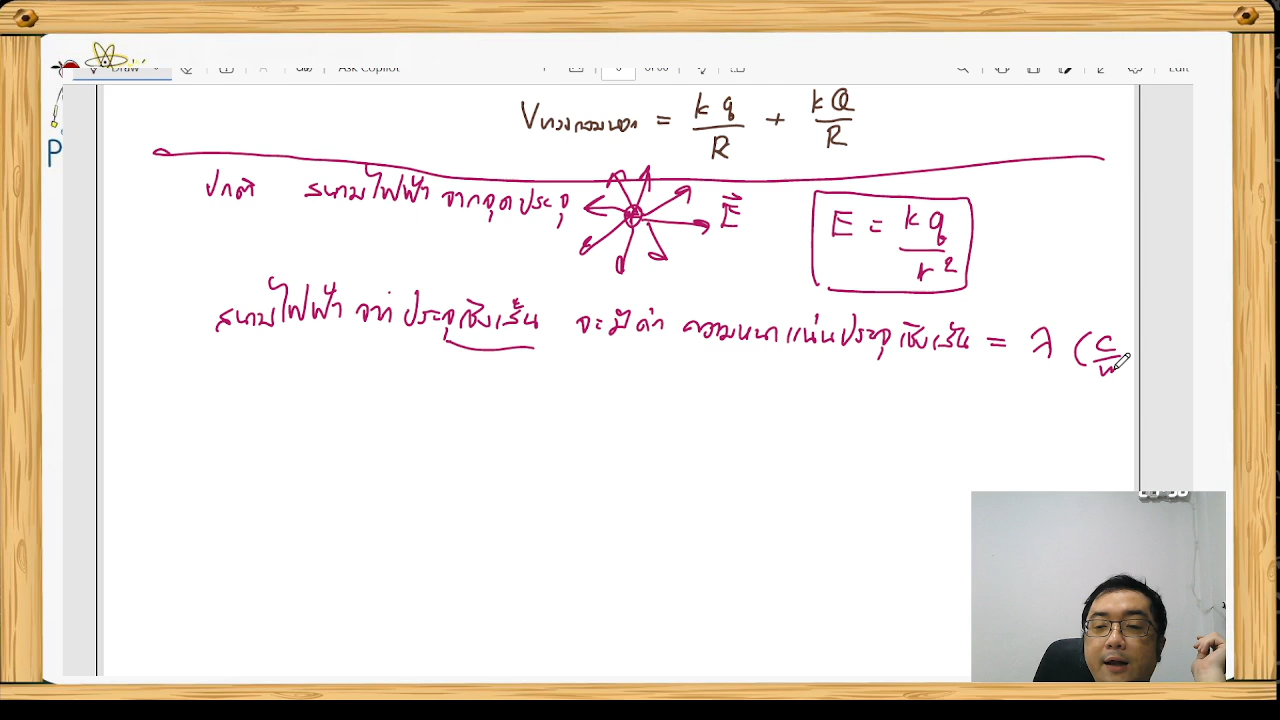 Draw Ask Copilot Edit
V ทรงกลมนอก = kq/R + kQ/R
ปกติ สนามไฟฟ้า จากจุดประจุ E⃗ E = kq/r²
สนามไฟฟ้า จาก ประจุเชิงเส้น จะมีค่า ความหนาแน่นประจุเชิงเส้น = λ (C/m
P